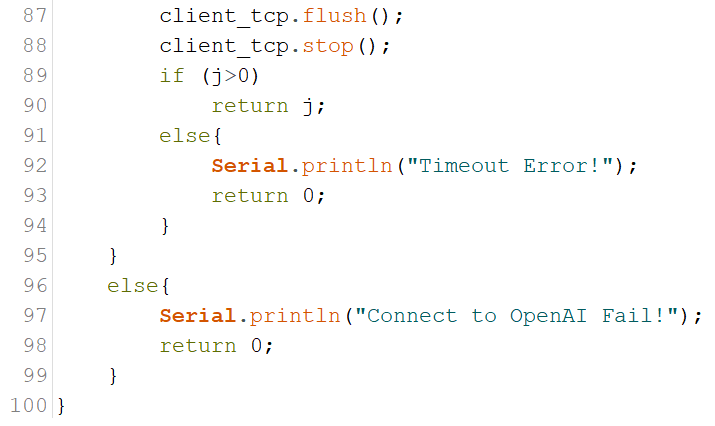 87        client_tcp.flush();
88        client_tcp.stop();
89        if (j>0)
90            return j;
91        else{
92            Serial.println("Timeout Error!");
93            return 0;
94        }
95    }
96    else{
97        Serial.println("Connect to OpenAI Fail!");
98        return 0;
99    }
100 }